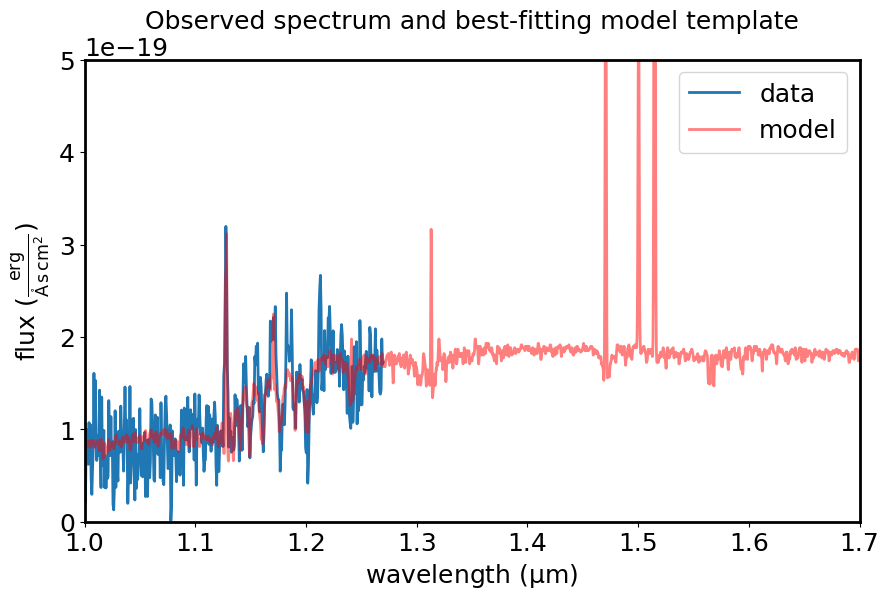 Observed spectrum and best-fitting model template
1e−19
5
4
3
2
1
0
flux (erg / Å s cm²)
data
model
1.0 1.1 1.2 1.3 1.4 1.5 1.6 1.7
wavelength (μm)